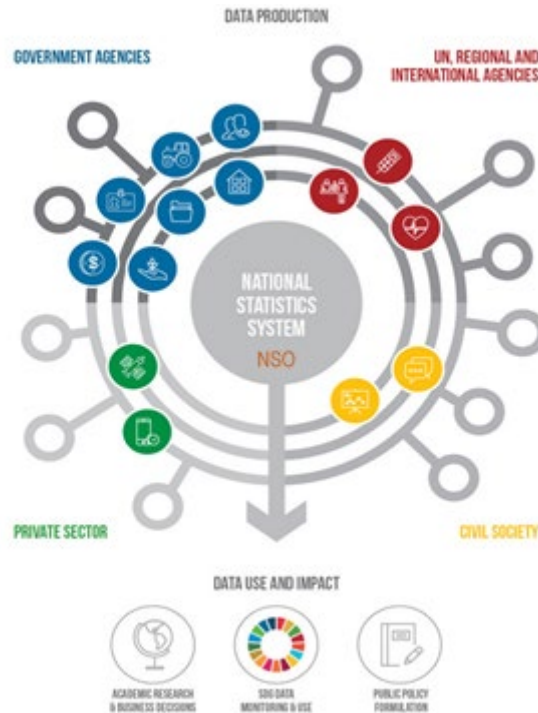 DATA PRODUCTION
GOVERNMENT AGENCIES
UN, REGIONAL AND
INTERNATIONAL AGENCIES
NATIONAL
STATISTICS
SYSTEM
NSO
PRIVATE SECTOR
CIVIL SOCIETY
DATA USE AND IMPACT
ACADEMIC RESEARCH
& BUSINESS DECISIONS
SDG DATA
MONITORING & USE
PUBLIC POLICY
FORMULATION